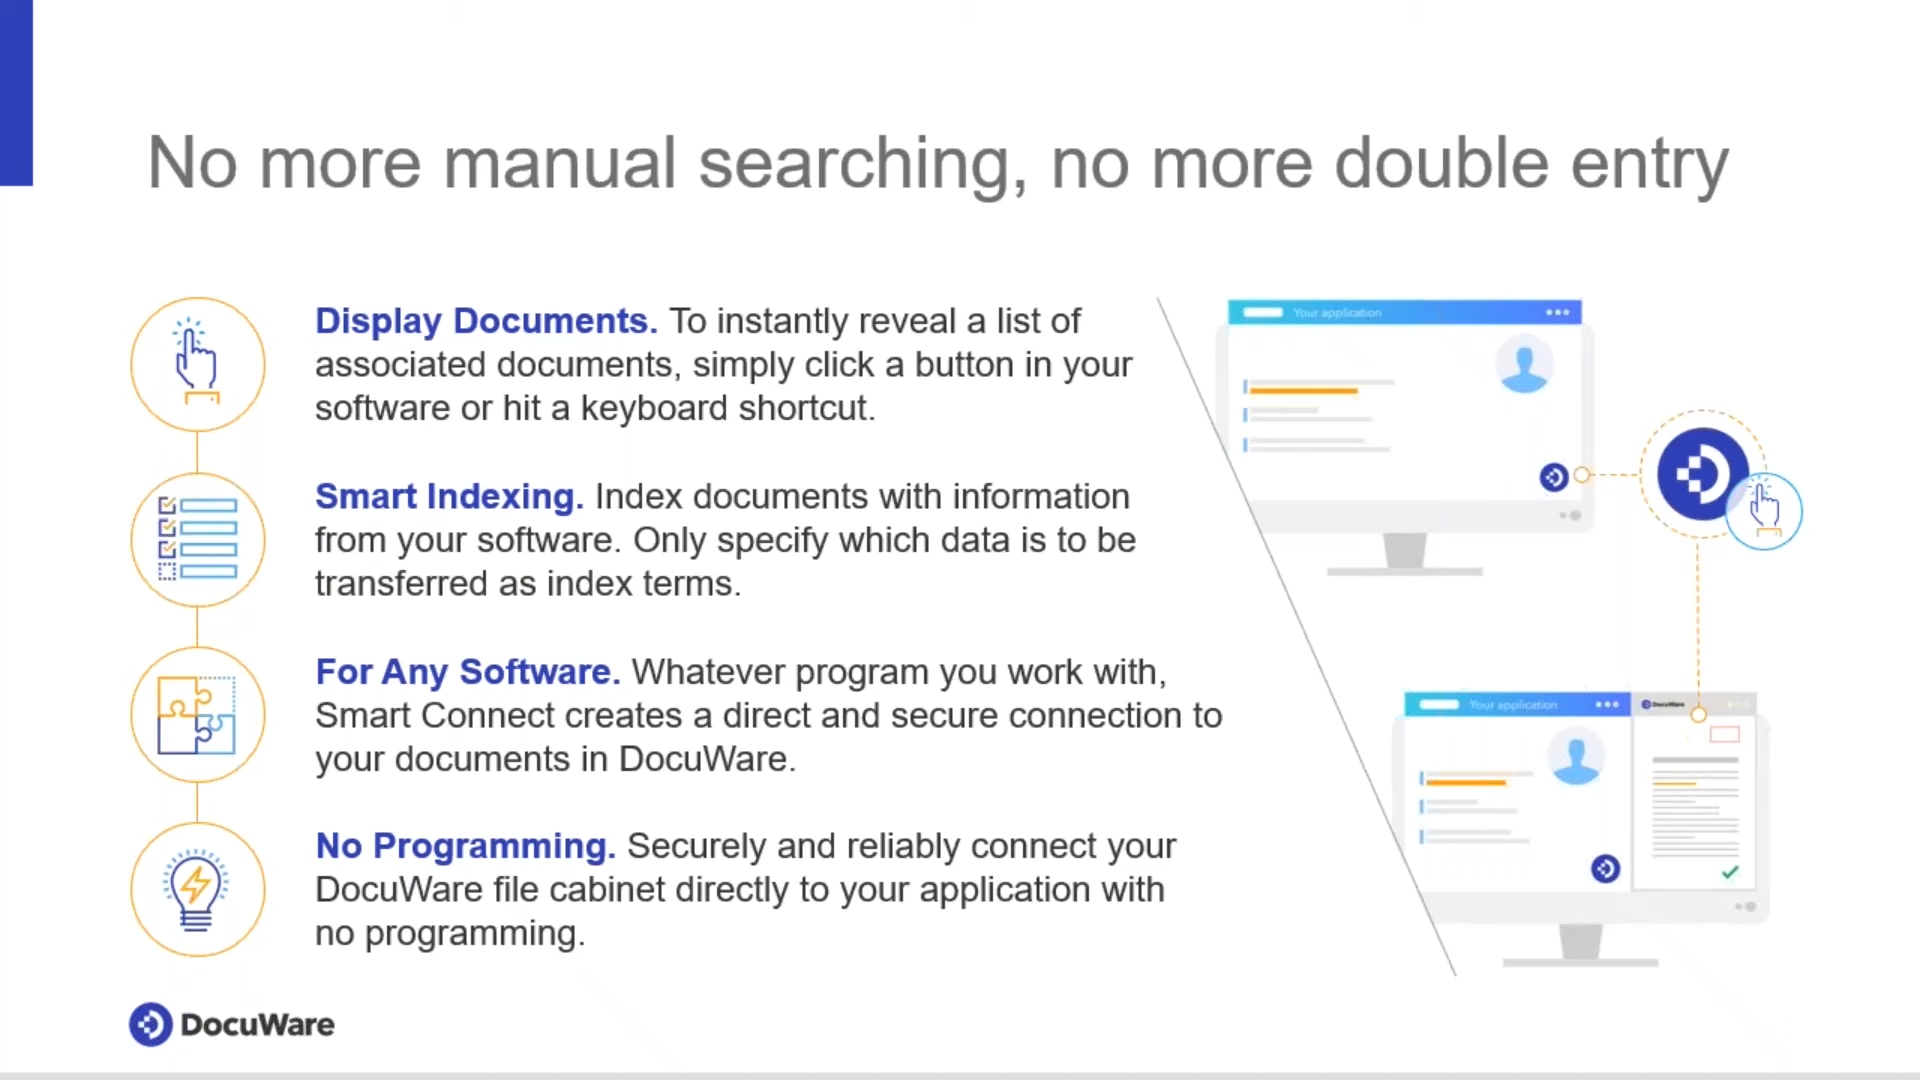 No more manual searching, no more double entry
Display Documents. To instantly reveal a list of
associated documents, simply click a button in your
software or hit a keyboard shortcut.
Smart Indexing. Index documents with information
from your software. Only specify which data is to be
transferred as index terms.
For Any Software. Whatever program you work with,
Smart Connect creates a direct and secure connection to
your documents in DocuWare.
No Programming. Securely and reliably connect your
DocuWare file cabinet directly to your application with
no programming.
Your application
Your application
DocuWare
DocuWare